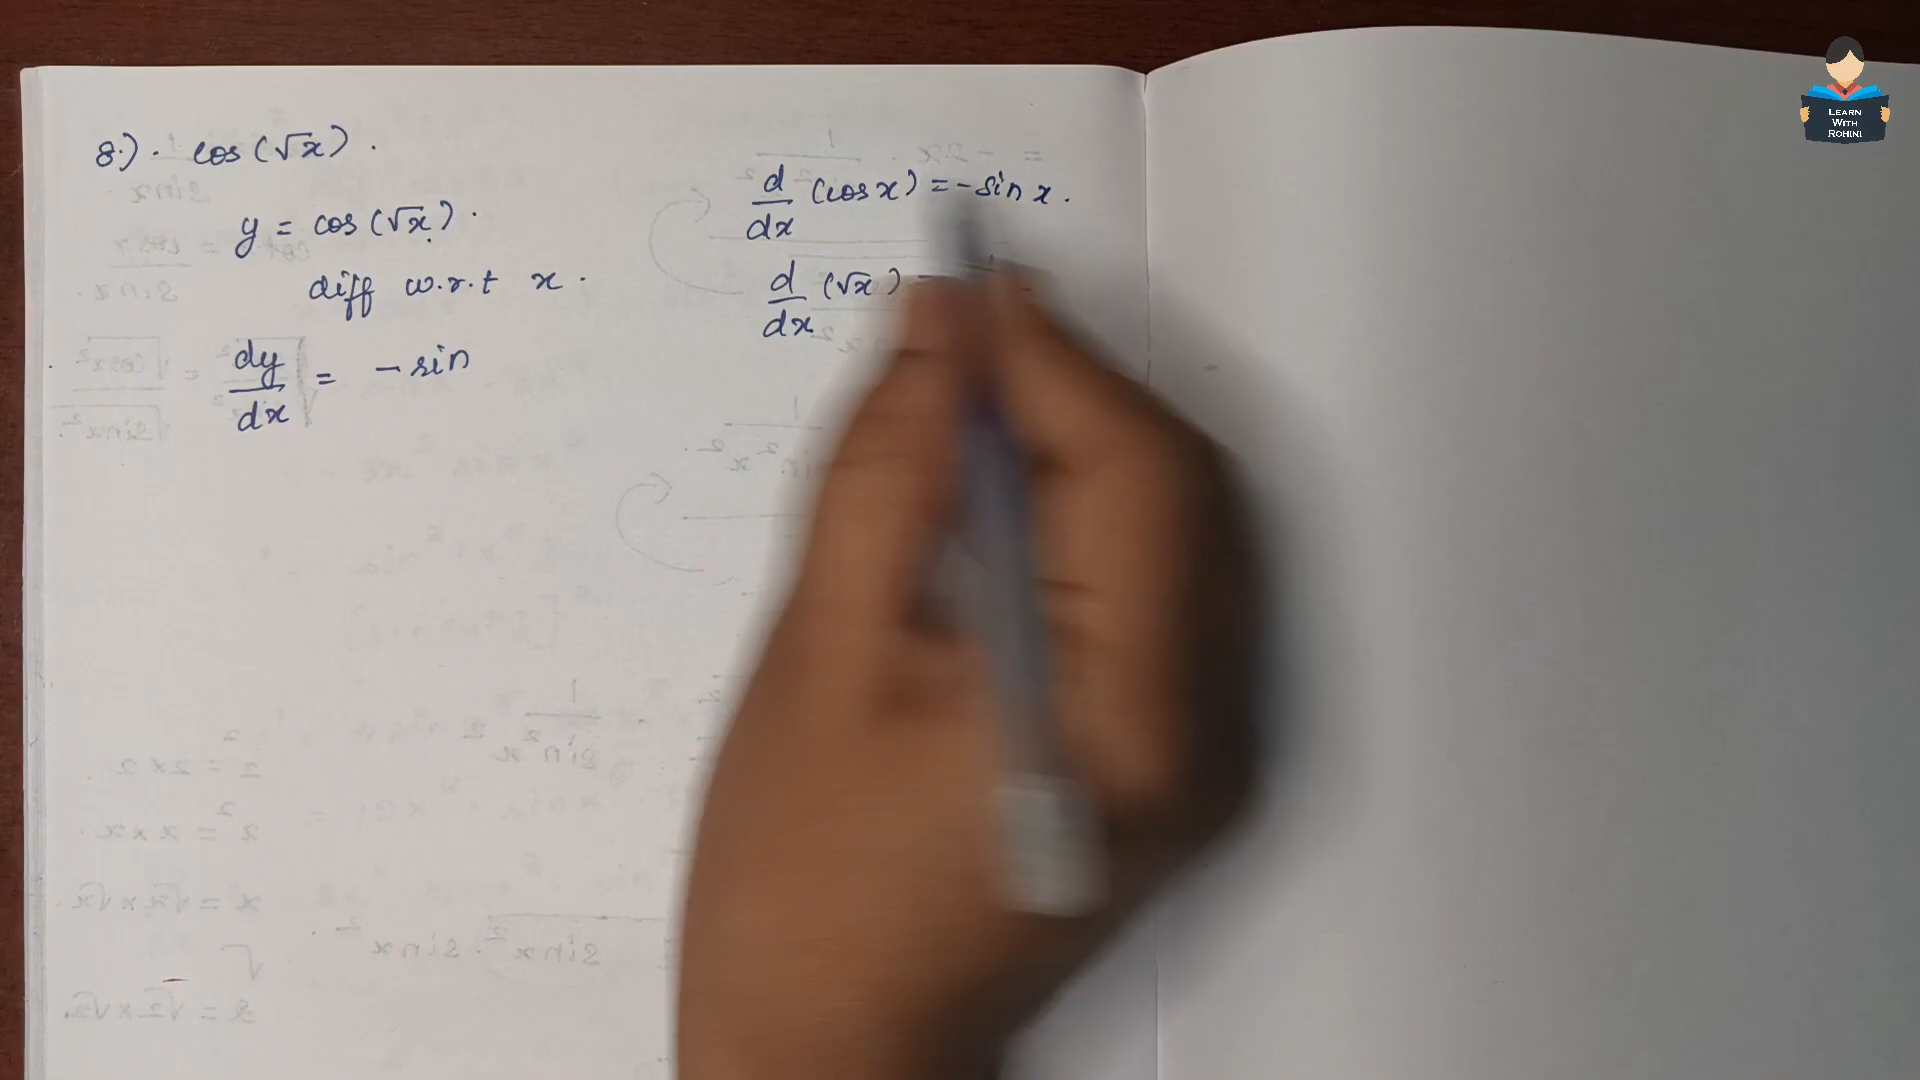 8.) . cos (√x) .
y = cos (√x) .
diff w.r.t x .
dy/dx = - sin
d/dx (cos x) = - sin x .
d/dx (√x) =
LEARN
WITH
ROHINI